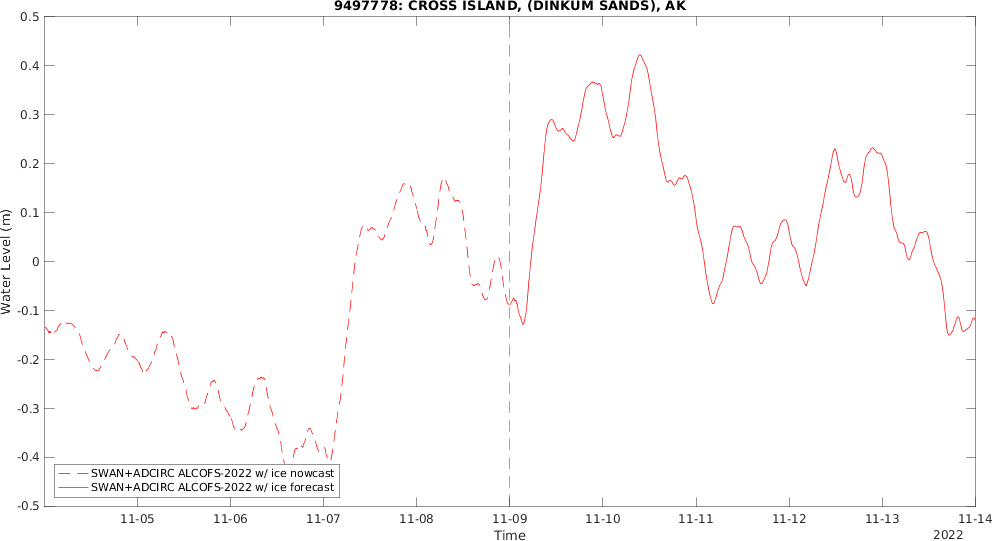 9497778: CROSS ISLAND, (DINKUM SANDS), AK
0.5
0.4
0.3
0.2
0.1
0
-0.1
-0.2
-0.3
-0.4
-0.5
Water Level (m)
SWAN+ADCIRC ALCOFS-2022 w/ ice nowcast
SWAN+ADCIRC ALCOFS-2022 w/ ice forecast
11-05 11-06 11-07 11-08 11-09 11-10 11-11 11-12 11-13 11-14
Time
2022